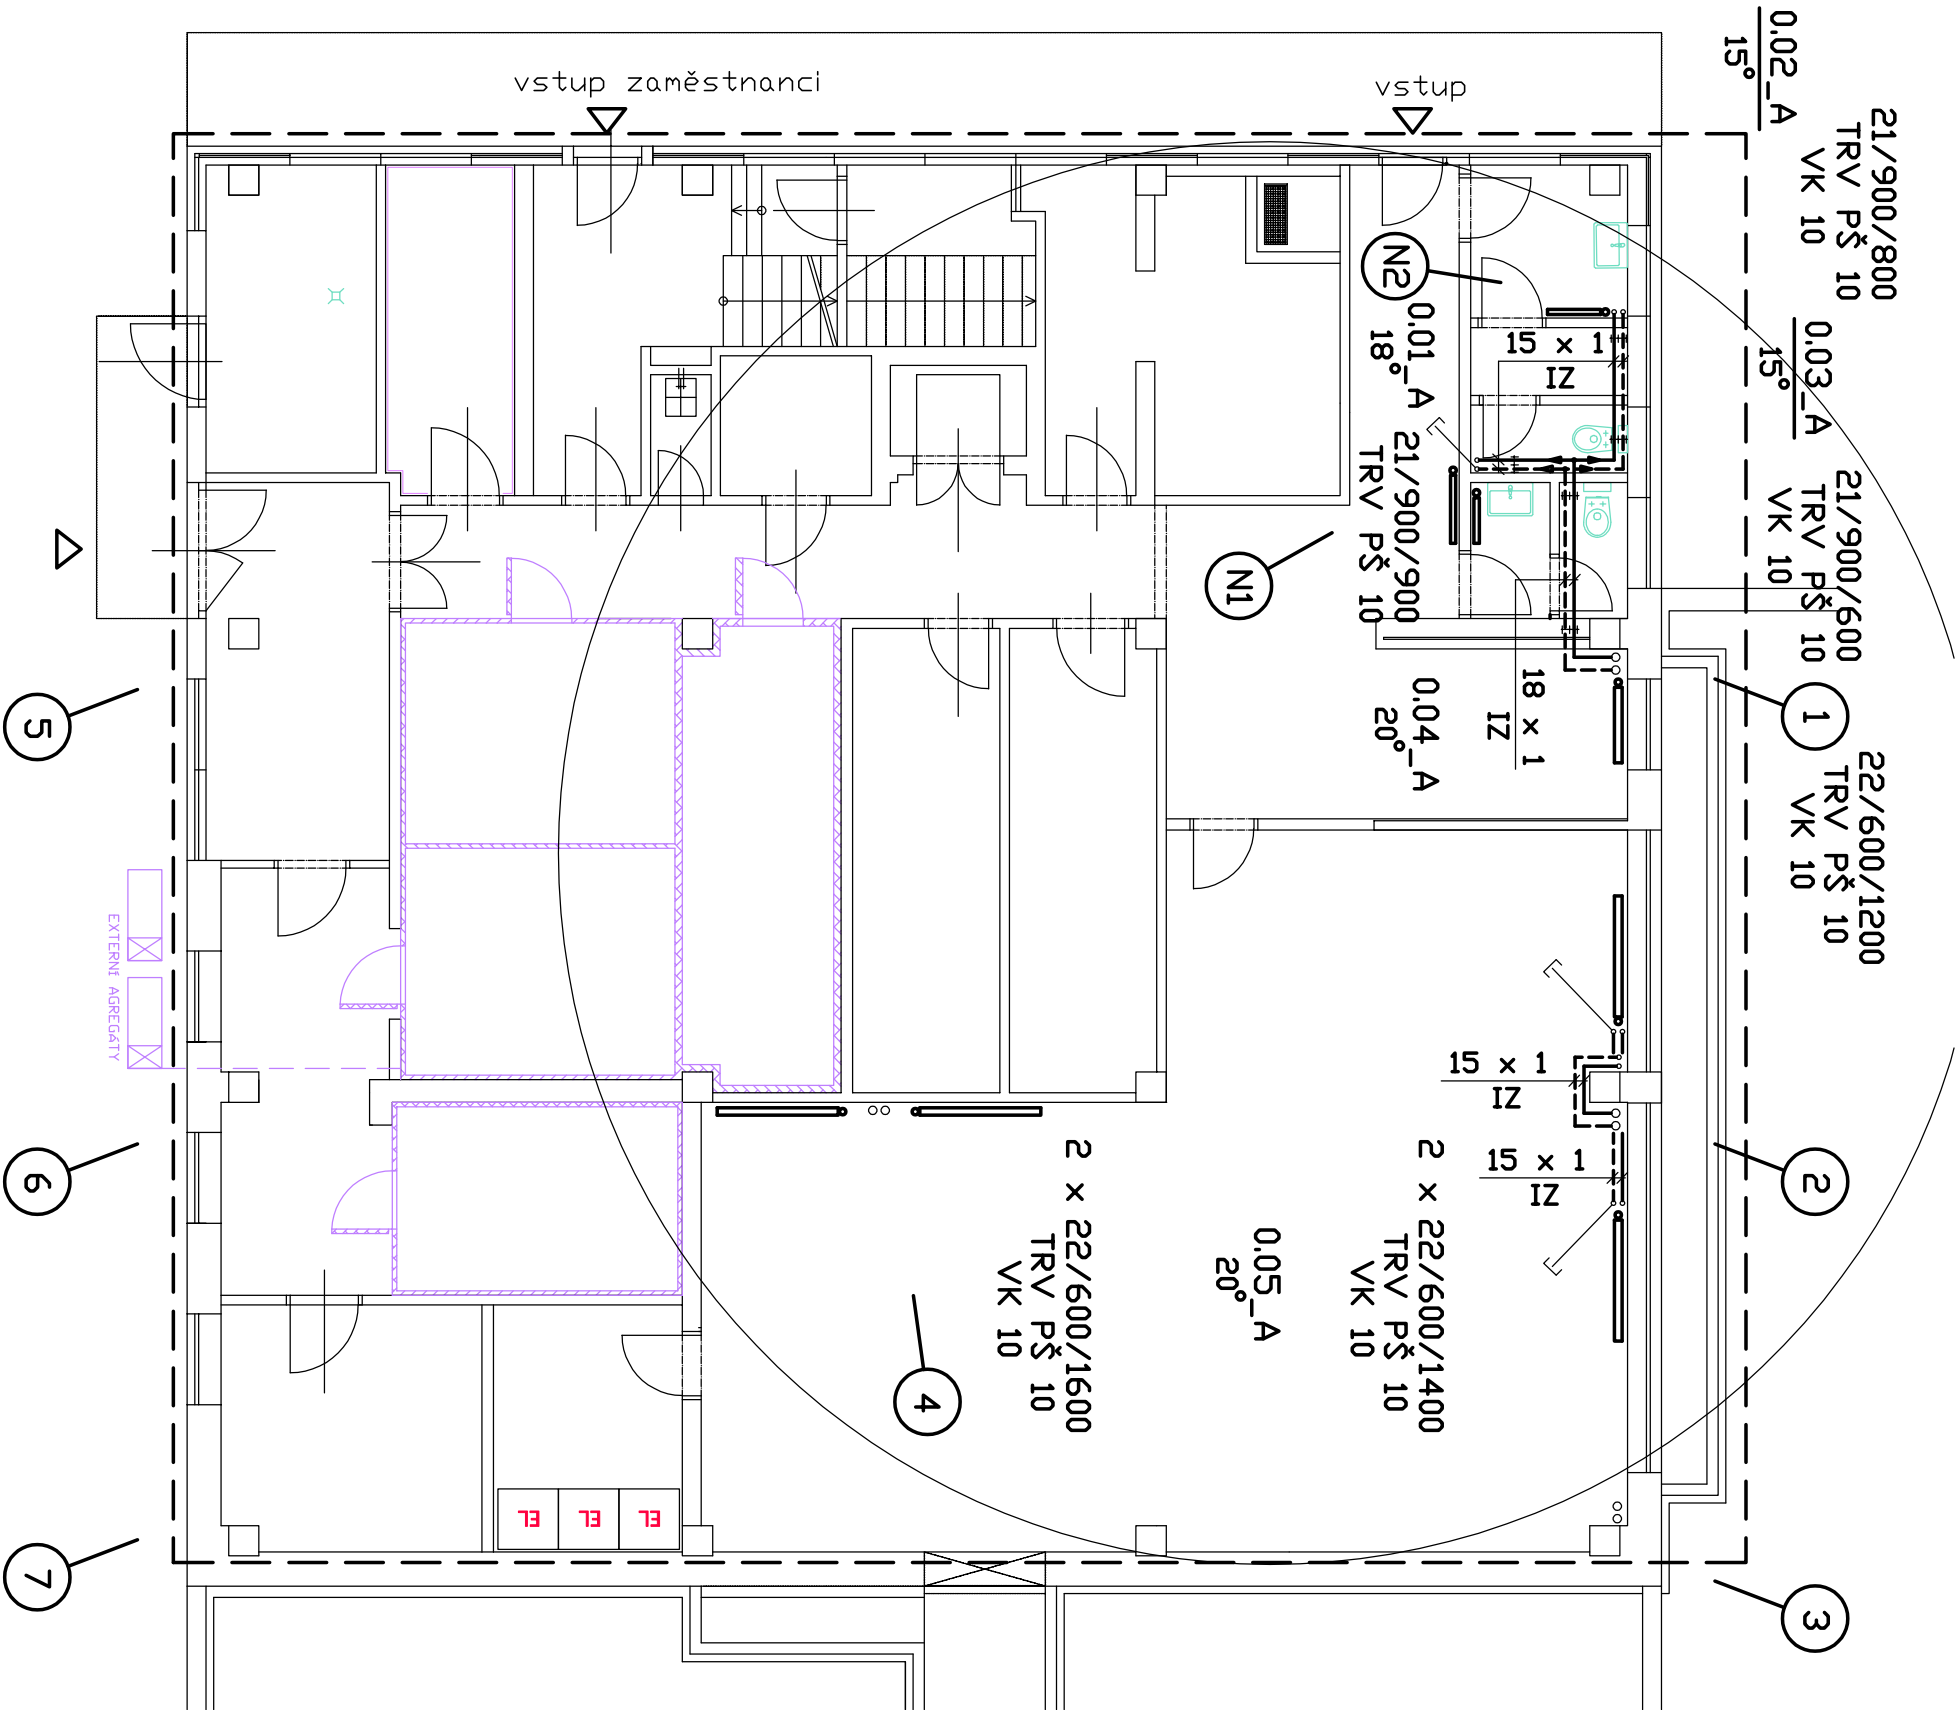 vstup zaměstnanci
vstup
0.02_A
15°
21/900/800
TRV PŠ 10
VK 10
0.03_A
15°
21/900/600
TRV PŠ 10
VK 10
N2
0.01_A
18°
21/900/900
TRV PŠ 10
N1
15 x 1
IZ
18 x 1
IZ
0.04_A
20°
1
22/600/1200
TRV PŠ 10
VK 10
5
EXTERNÍ AGREGÁTY
15 x 1
IZ
15 x 1
IZ
2 x 22/600/1600
TRV PŠ 10
VK 10
0.05_A
20°
2 x 22/600/1400
TRV PŠ 10
VK 10
2
6
4
EL
EL
EL
7
3